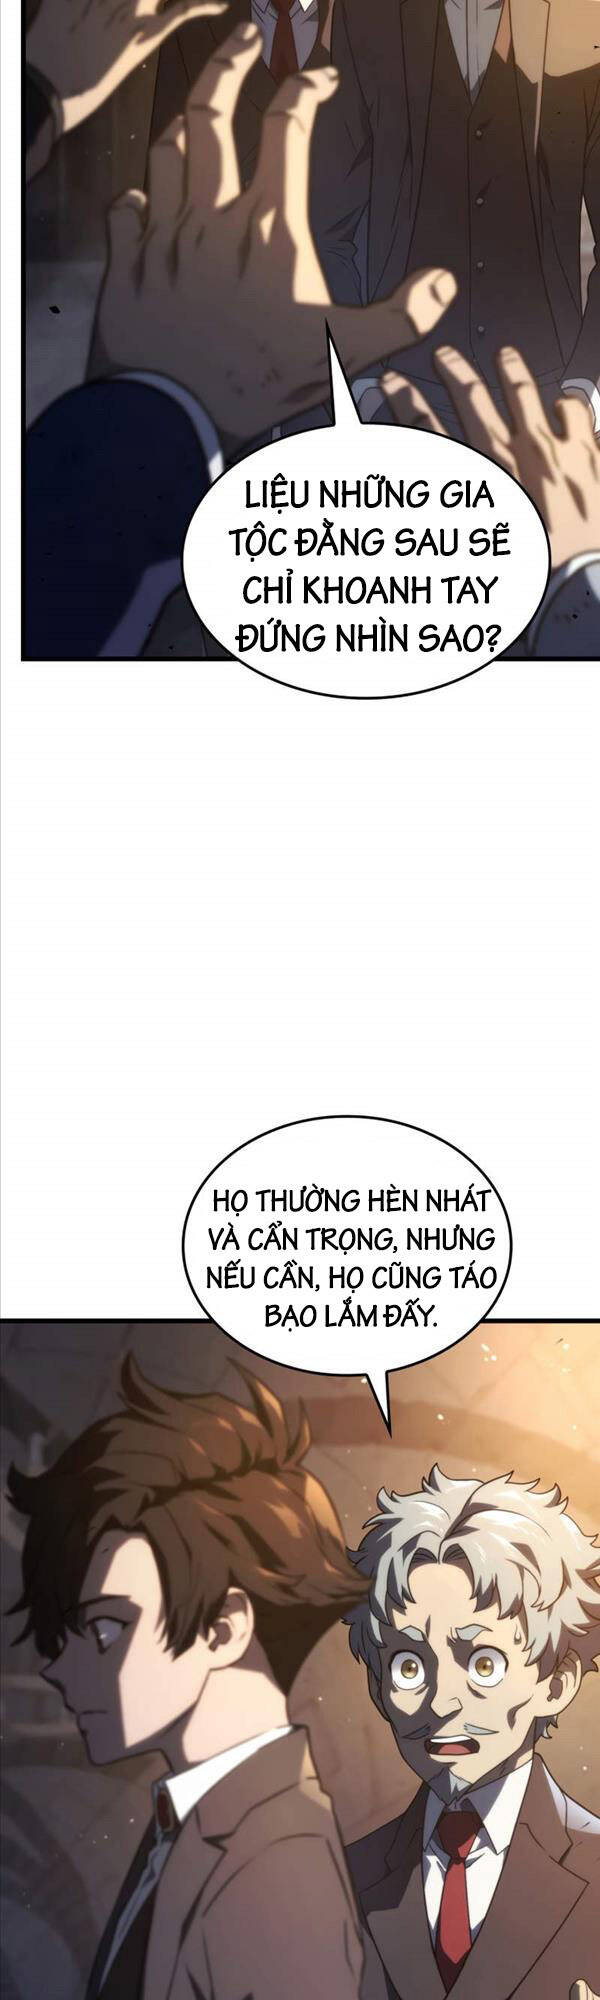 LIỆU NHỮNG GIA
TỘC ĐẰNG SAU SẼ
CHỈ KHOANH TAY
ĐỨNG NHÌN SAO?
HỌ THƯỜNG HÈN NHÁT
VÀ CẨN TRỌNG, NHƯNG
NẾU CẦN, HỌ CŨNG TÁO
BẠO LẮM ĐẤY.